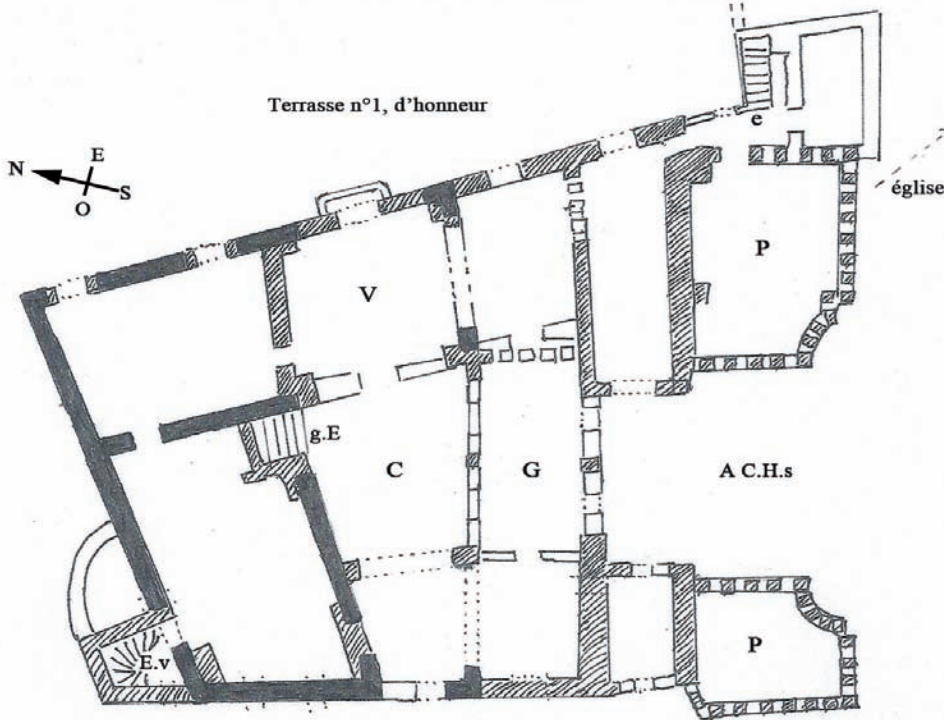 Terrasse n°1, d'honneur
e
E
N
S
O
église
P
V
g.E
C
G
A C.H.s
E.v
P